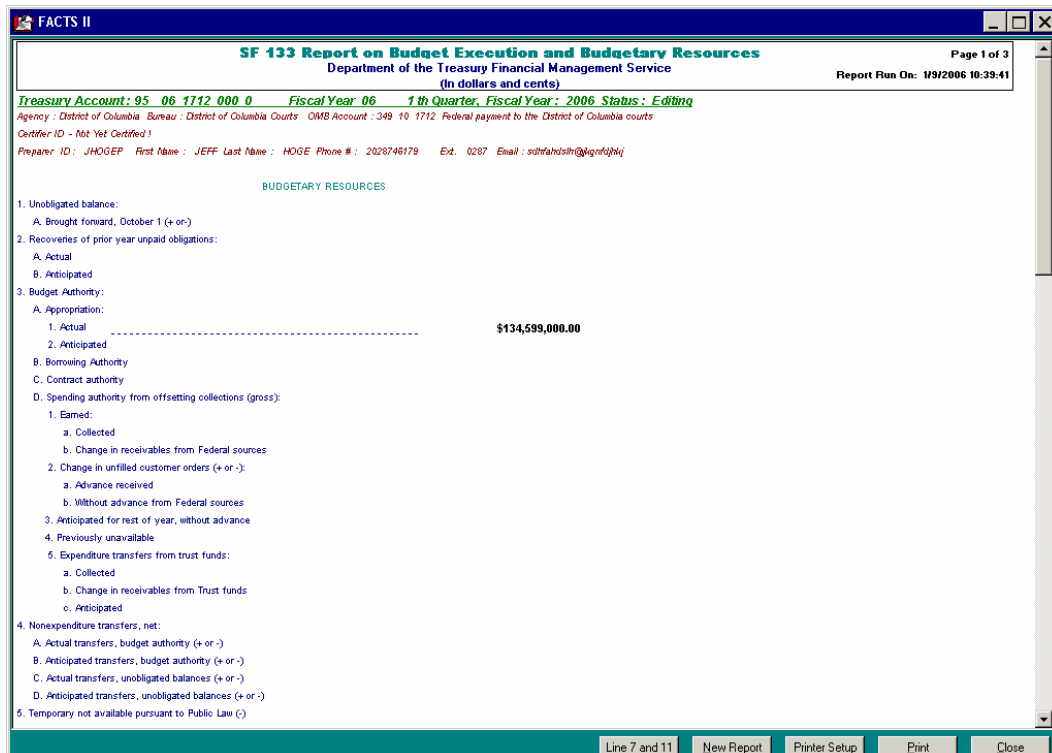 FACTS II
SF 133 Report on Budget Execution and Budgetary Resources
Page 1 of 3
Department of the Treasury Financial Management Service
Report Run On: 1/9/2006 10:39:41
(In dollars and cents)
Treasury Account: 95 06 1712 000 0 Fiscal Year 06 1 th Quarter, Fiscal Year: 2006 Status: Editing
Agency : District of Columbia Bureau : District of Columbia Courts OMB Account : 349 10 1712 Federal payment to the District of Columbia courts
Certifier ID - Not Yet Certified !
Preparer ID : JHOGEP First Name : JEFF Last Name : HOGE Phone # : 2028746179 Ext. 0287 Email :
BUDGETARY RESOURCES
1. Unobligated balance:
A. Brought forward, October 1 (+ or-)
2. Recoveries of prior year unpaid obligations:
A. Actual
B. Anticipated
3. Budget Authority:
A. Appropriation:
1. Actual $134,599,000.00
2. Anticipated
B. Borrowing Authority
C. Contract authority
D. Spending authority from offsetting collections (gross):
1. Earned:
a. Collected
b. Change in receivables from Federal sources
2. Change in unfilled customer orders (+ or -):
a. Advance received
b. Without advance from Federal sources
3. Anticipated for rest of year, without advance
4. Previously unavailable
5. Expenditure transfers from trust funds:
a. Collected
b. Change in receivables from Trust funds
c. Anticipated
4. Nonexpenditure transfers, net:
A. Actual transfers, budget authority (+ or -)
B. Anticipated transfers, budget authority (+ or -)
C. Actual transfers, unobligated balances (+ or -)
D. Anticipated transfers, unobligated balances (+ or -)
5. Temporary not available pursuant to Public Law (-)
Line 7 and 11 New Report Printer Setup Print Close